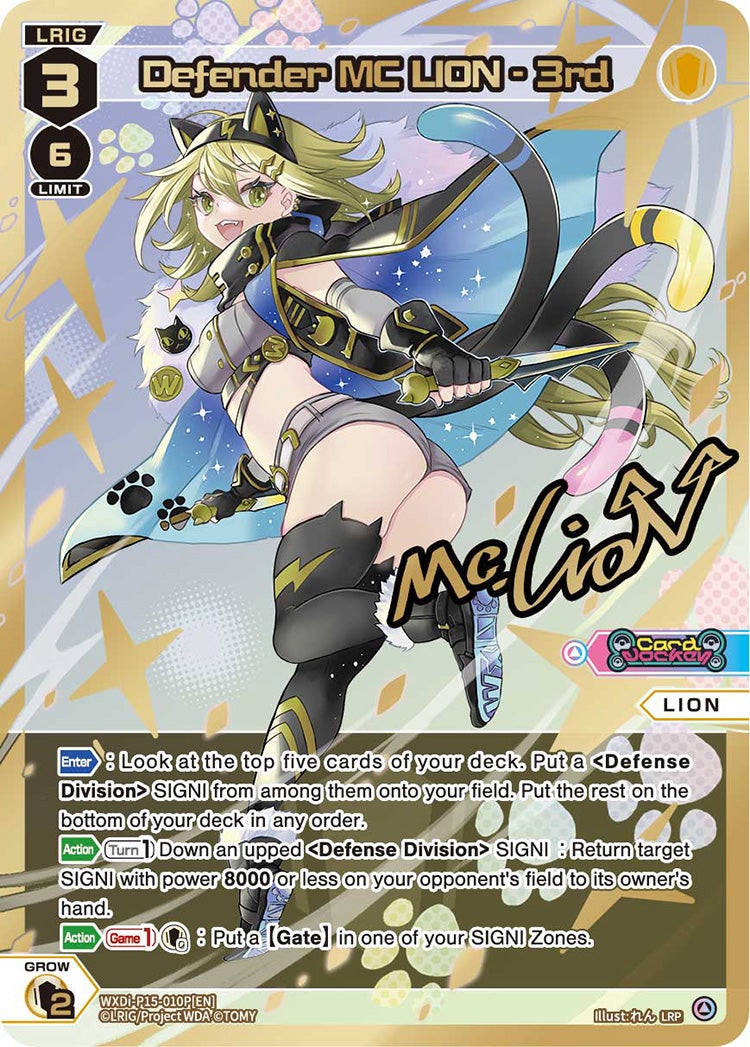 LRIG
3
Defender MC LION - 3rd
6
LIMIT
W
W
Mc. LioN
Card
Jockey
LION
Enter : Look at the top five cards of your deck. Put a <Defense
Division> SIGNI from among them onto your field. Put the rest on the
bottom of your deck in any order.
Action Turn 1 Down an upped <Defense Division> SIGNI : Return target
SIGNI with power 8000 or less on your opponent's field to its owner's
hand.
Action Game 1 0 : Put a 【Gate】 in one of your SIGNI Zones.
GROW
2
WXDi-P15-010P[EN]
©LRIG/Project WDA ©TOMY
Illust:れん LRP